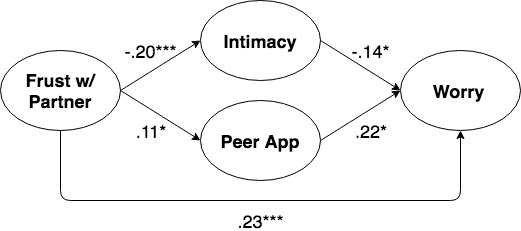 -.20***
Intimacy
-.14*
Frust w/
Partner
Worry
.11*
Peer App
.22*
.23***